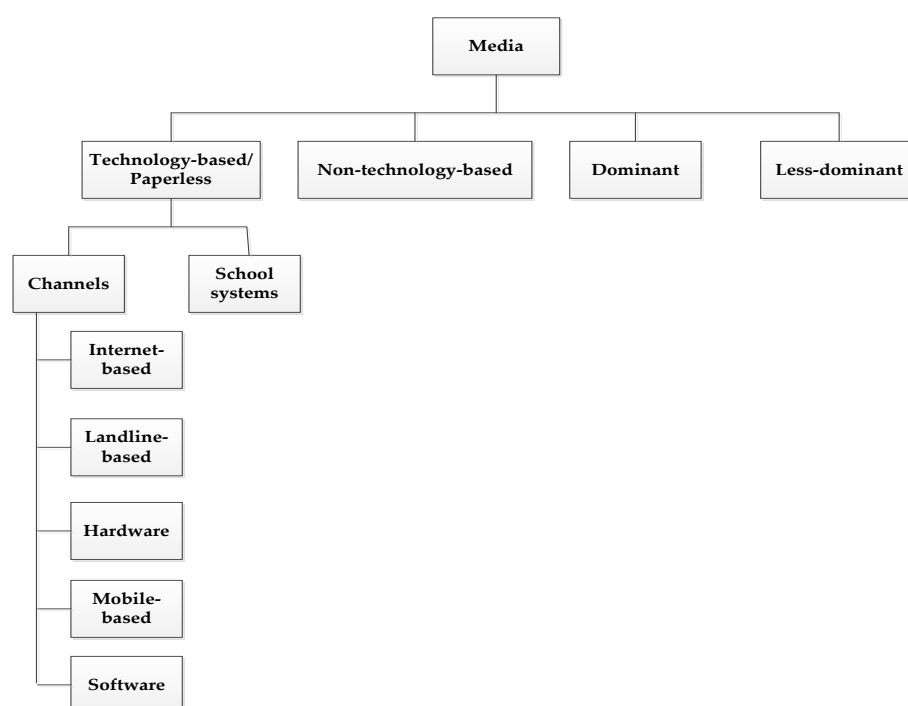 Media
Technology-based/
Paperless
Non-technology-based
Dominant
Less-dominant
Channels
School
systems
Internet-
based
Landline-
based
Hardware
Mobile-
based
Software